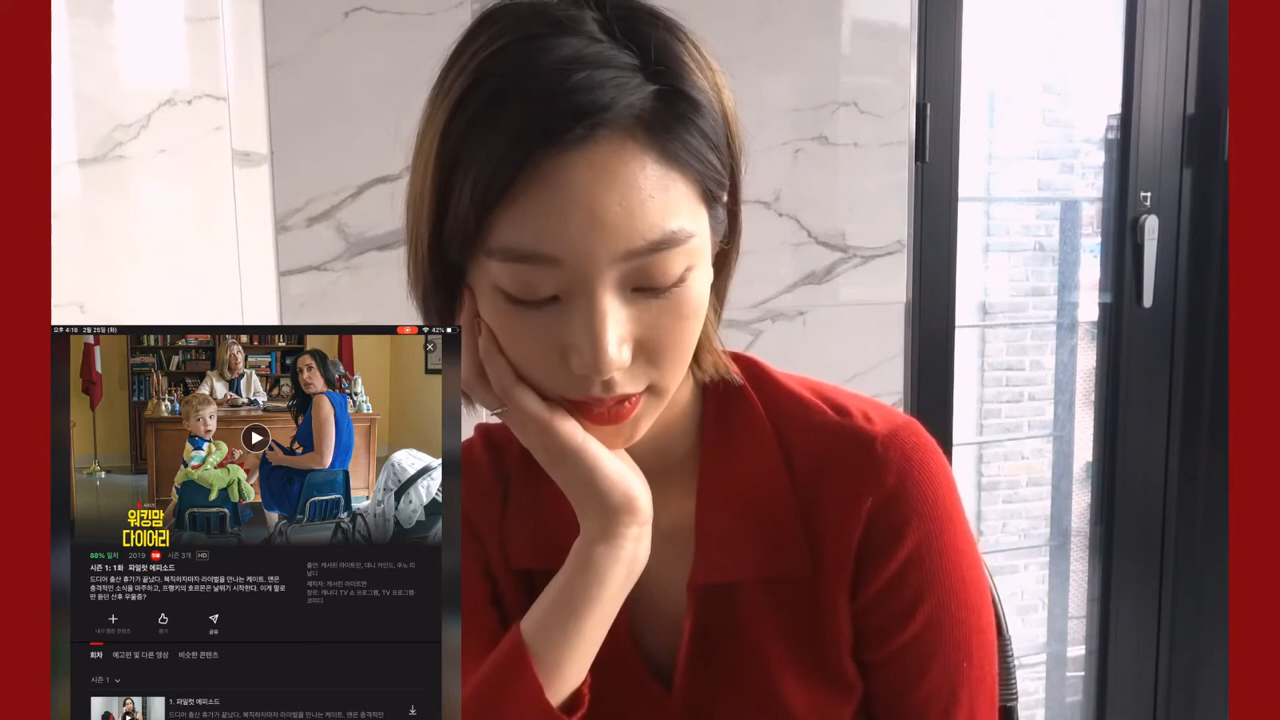 오후 4:16 2월 25일 (화)
42%
워킹맘
다이어리
88% 일치 2019 시즌 3개 HD
시즌 1: 1화 파일럿 에피소드
드디어 출산 휴가가 끝났다. 복직하자마자 라이벌을 만나는 케이트. 앤은
충격적인 소식을 마주하고, 프랭키의 호르몬은 날뛰기 시작한다. 이게 말로
만 듣던 산후 우울증?
출연: 캐서린 라이트먼, 대니 카인드, 주노 리
날디
제작자: 캐서린 라이트먼
장르: 캐나다 TV 쇼 프로그램, TV 프로그램·
코미디
내가 찜한 콘텐츠 평가 공유
회차 예고편 및 다른 영상 비슷한 콘텐츠
시즌 1
1. 파일럿 에피소드
드디어 출산 휴가가 끝났다. 복직하자마자 라이벌을 만나는 케이트. 앤은 충격적인